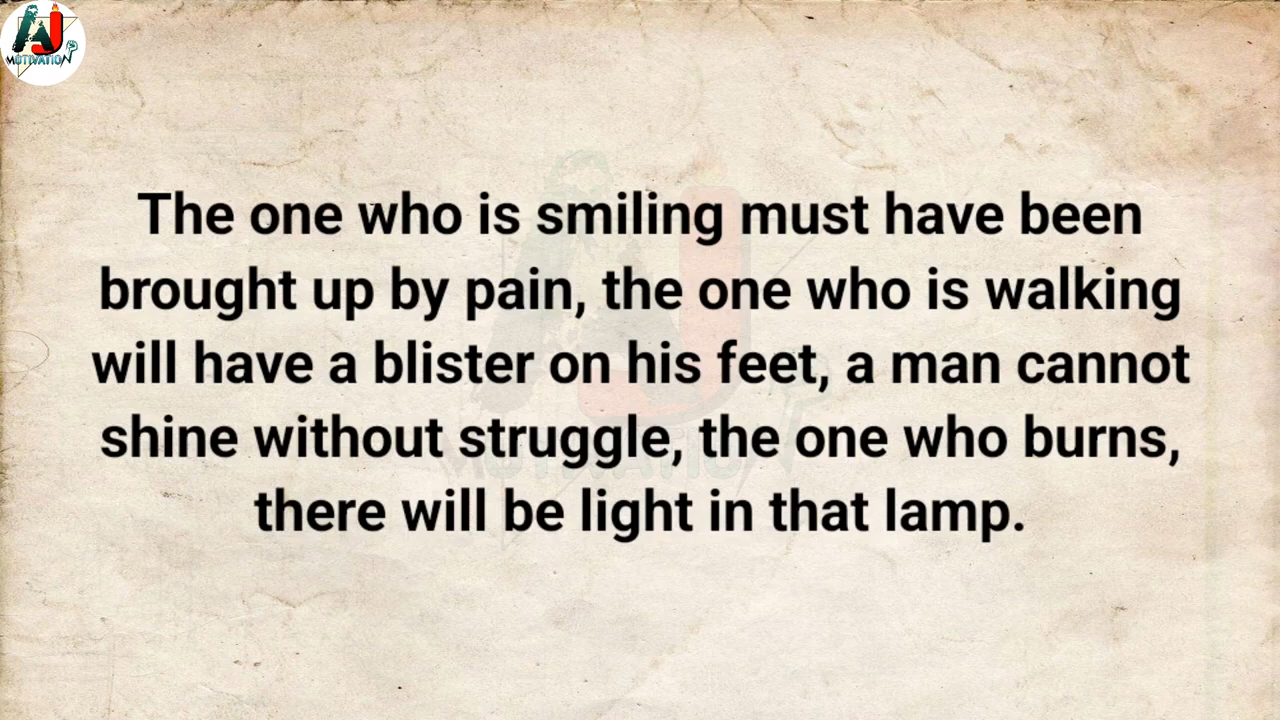 AJ
MOTIVATION
The one who is smiling must have been
brought up by pain, the one who is walking
will have a blister on his feet, a man cannot
shine without struggle, the one who burns,
there will be light in that lamp.